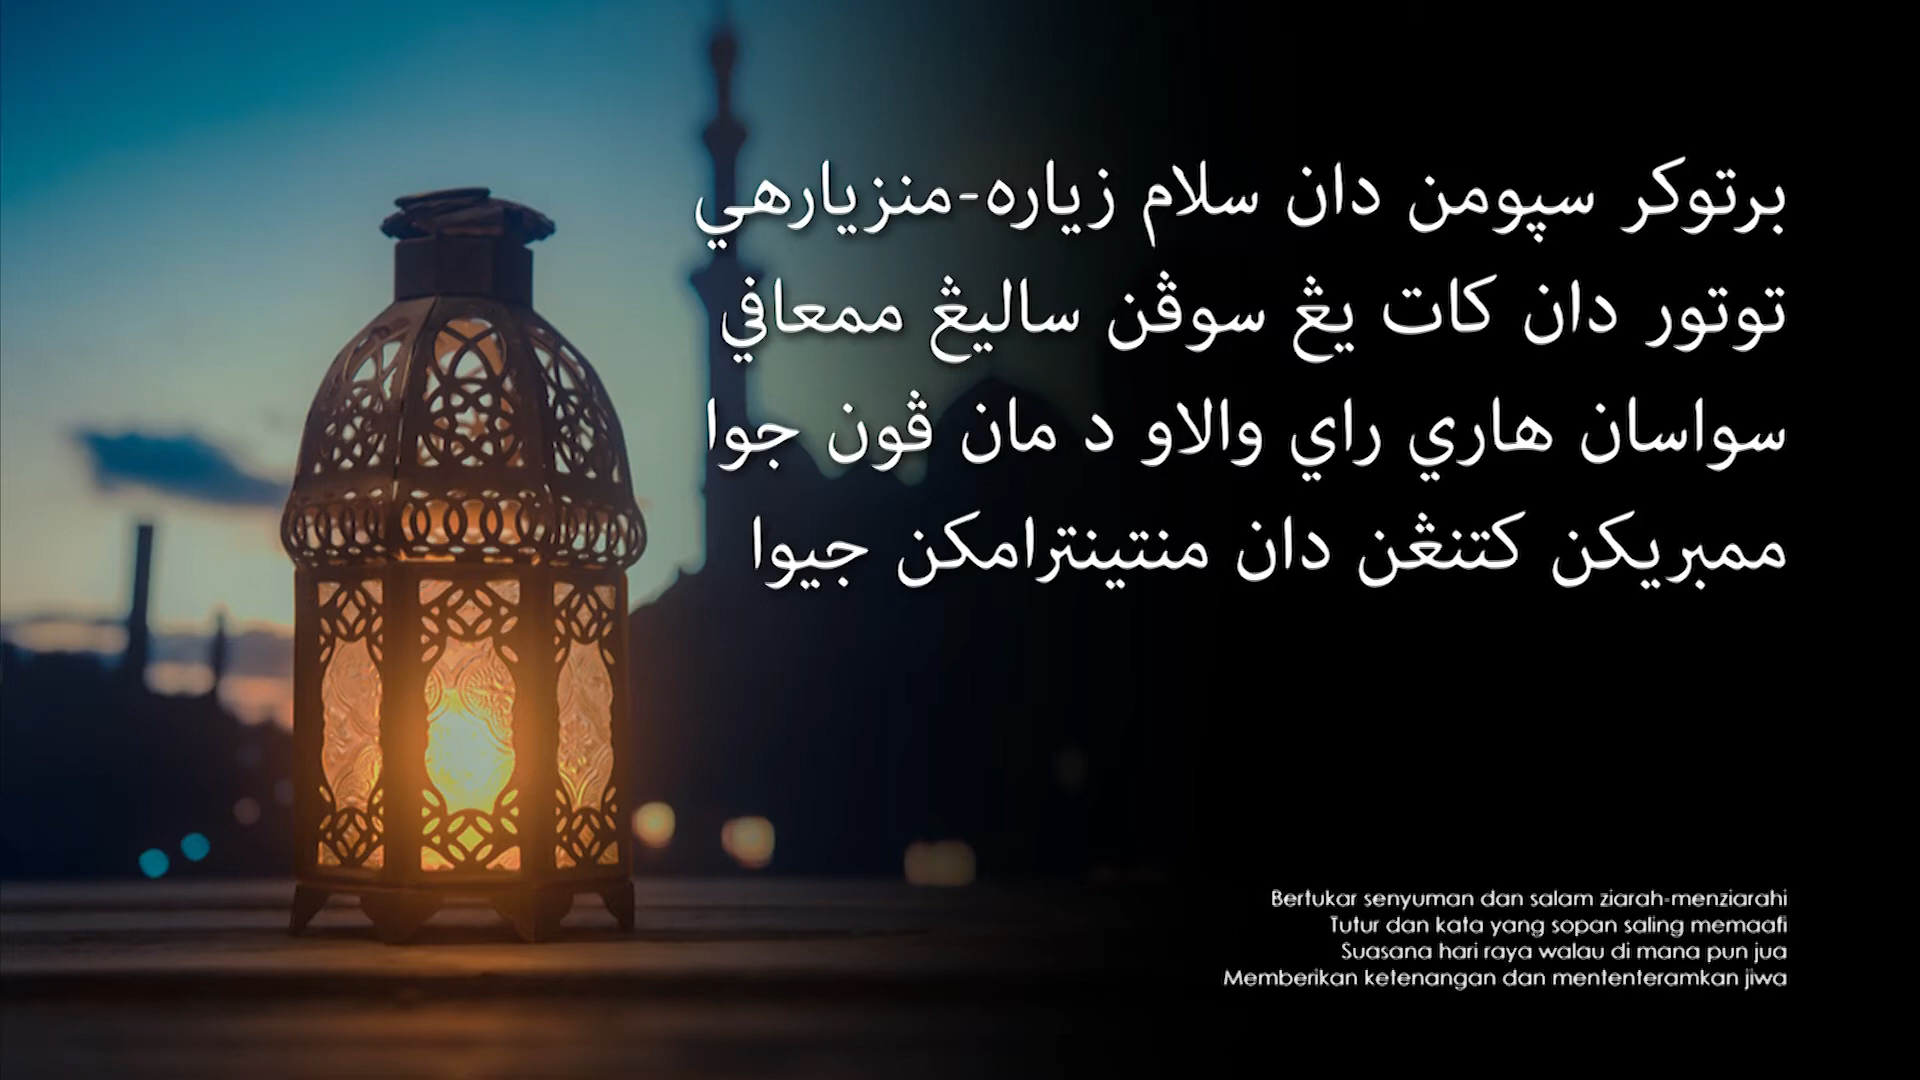 برتوكر سڽومن دان سلام زياره-منزيارهي
توتور دان كات يڠ سوڤن ساليڠ ممعافي
سواسان هاري راي والاو د مان ڤون جوا
ممبريكن كتنڠن دان منتينترامكن جيوا
Bertukar senyuman dan salam ziarah-menziarahi
Tutur dan kata yang sopan saling memaafi
Suasana hari raya walau di mana pun jua
Memberikan ketenangan dan mententeramkan jiwa